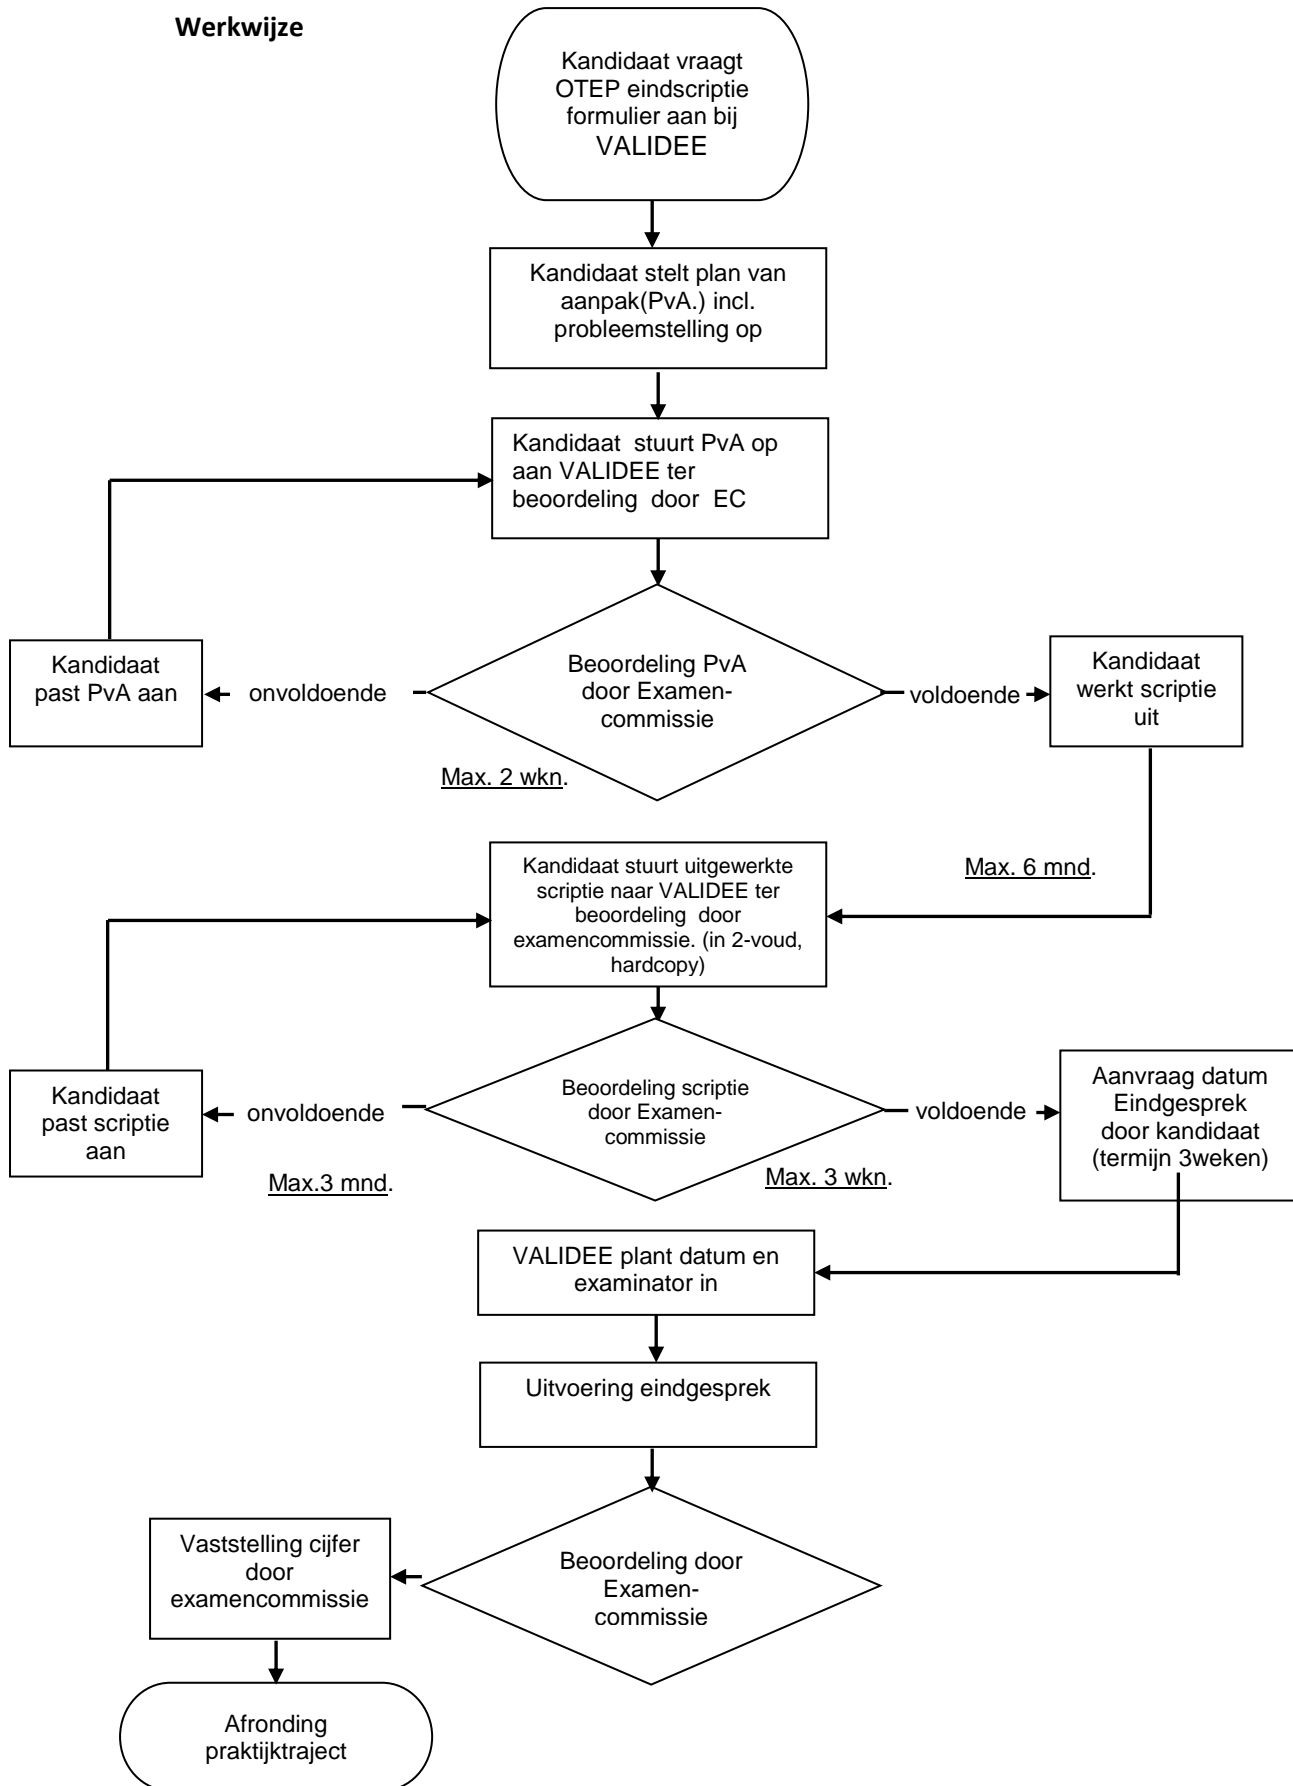 Werkwijze
Kandidaat vraagt
OTEP eindscriptie
formulier aan bij
VALIDEE
Kandidaat stelt plan van
aanpak(PvA.) incl.
probleemstelling op
Kandidaat stuurt PvA op
aan VALIDEE ter
beoordeling door EC
Beoordeling PvA
door Examen-
commissie
onvoldoende
Kandidaat
past PvA aan
voldoende
Kandidaat
werkt scriptie
uit
Max. 2 wkn.
Max. 6 mnd.
Kandidaat stuurt uitgewerkte
scriptie naar VALIDEE ter
beoordeling door
examencommissie. (in 2-voud,
hardcopy)
Beoordeling scriptie
door Examen-
commissie
onvoldoende
Kandidaat
past scriptie
aan
Max.3 mnd.
voldoende
Max. 3 wkn.
Aanvraag datum
Eindgesprek
door kandidaat
(termijn 3weken)
VALIDEE plant datum en
examinator in
Uitvoering eindgesprek
Beoordeling door
Examen-
commissie
Vaststelling cijfer
door
examencommissie
Afronding
praktijktraject